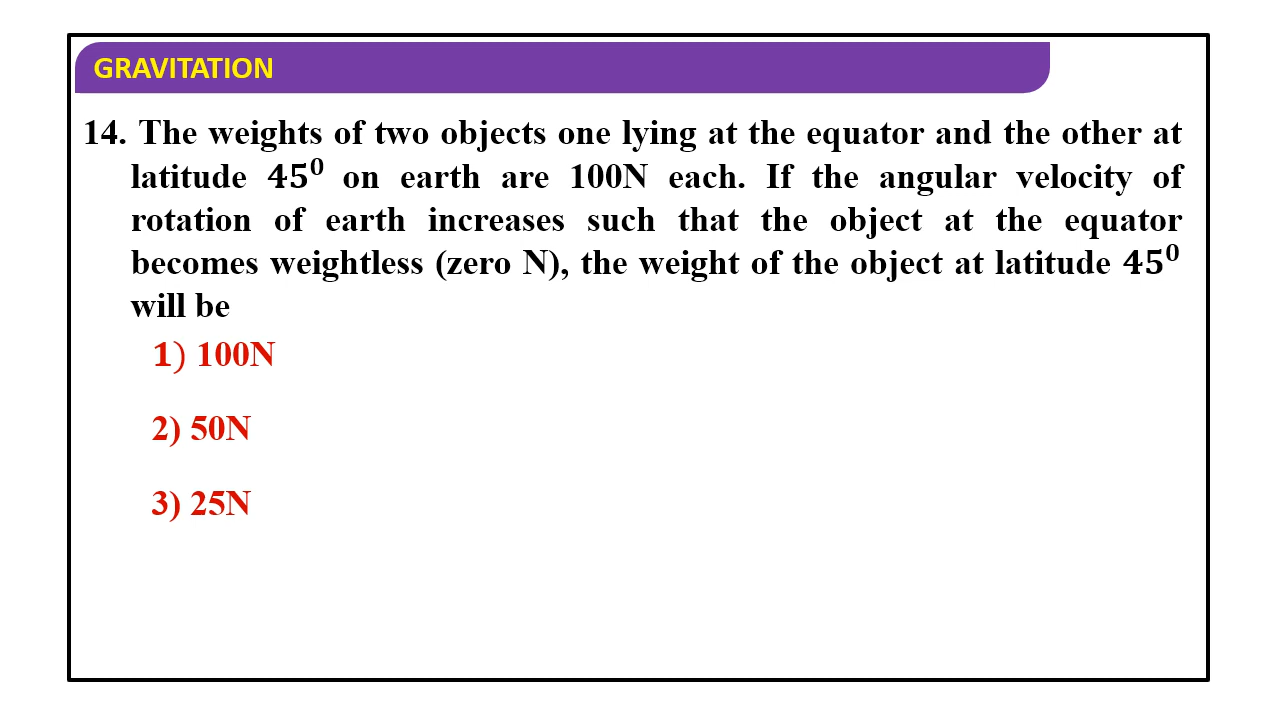 GRAVITATION
14. The weights of two objects one lying at the equator and the other at
latitude 45⁰ on earth are 100N each. If the angular velocity of
rotation of earth increases such that the object at the equator
becomes weightless (zero N), the weight of the object at latitude 45⁰
will be
1) 100N
2) 50N
3) 25N